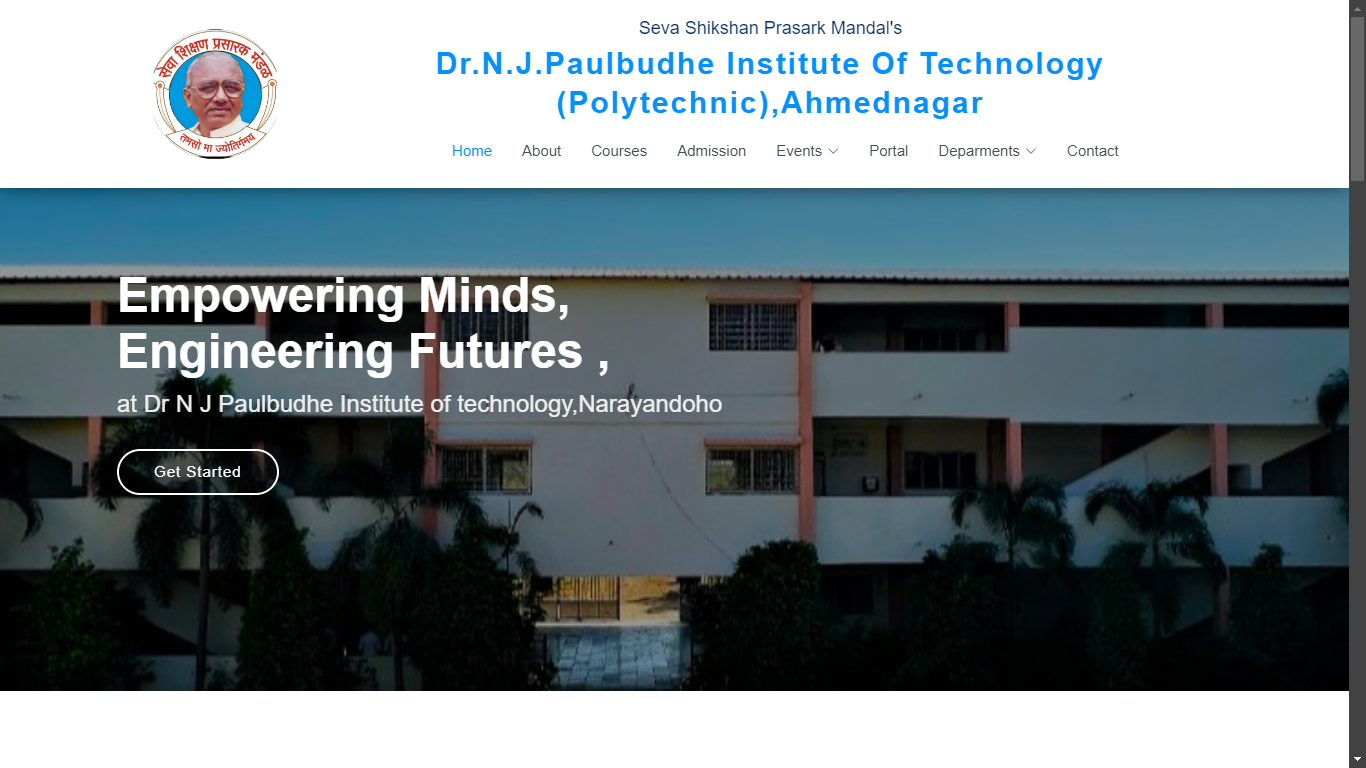 सेवा शिक्षण प्रसारक मंडळ
तमसो मा ज्योतिर्गमय
Seva Shikshan Prasark Mandal's
Dr.N.J.Paulbudhe Institute Of Technology
(Polytechnic),Ahmednagar
Home About Courses Admission Events Portal Deparments Contact
Empowering Minds,
Engineering Futures ,
at Dr N J Paulbudhe Institute of technology,Narayandoho
Get Started